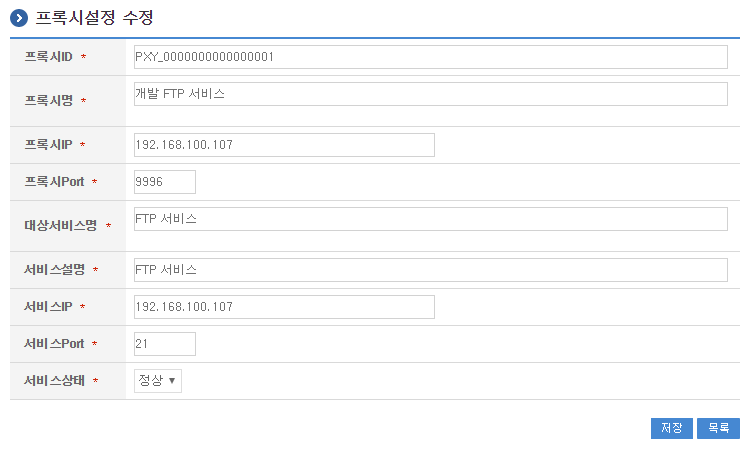 프록시설정 수정
프록시ID * PXY_0000000000000001
프록시명 * 개발 FTP 서비스
프록시IP * 192.168.100.107
프록시Port * 9996
대상서비스명 * FTP 서비스
서비스설명 * FTP 서비스
서비스IP * 192.168.100.107
서비스Port * 21
서비스상태 * 정상 ▼
저장 목록